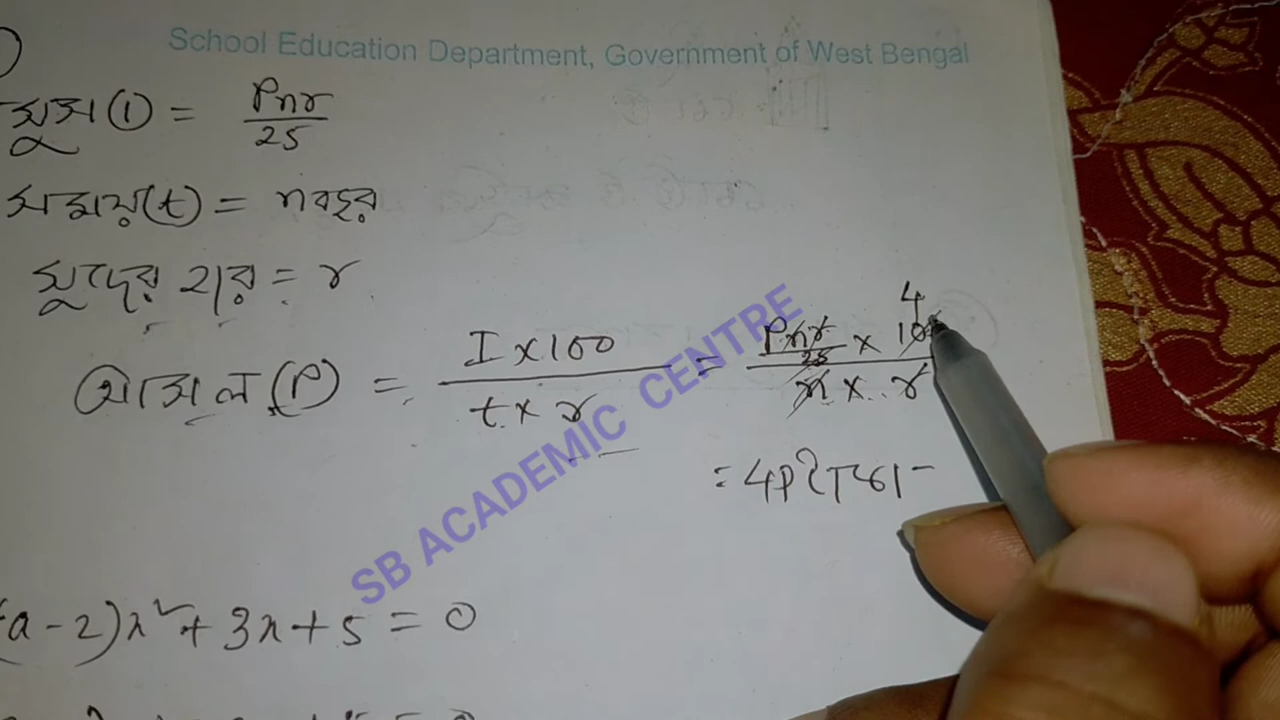 School Education Department, Government of West Bengal
সুদ (I) = Pnr/25
সময় (t) = n বছর
সুদের হার = r
আসল (P) = I×100/t×r = Pnr/25 × 100/n × r
4
= 4P টাকা
SB ACADEMIC CENTRE
(a-2)x²+3x+5=0